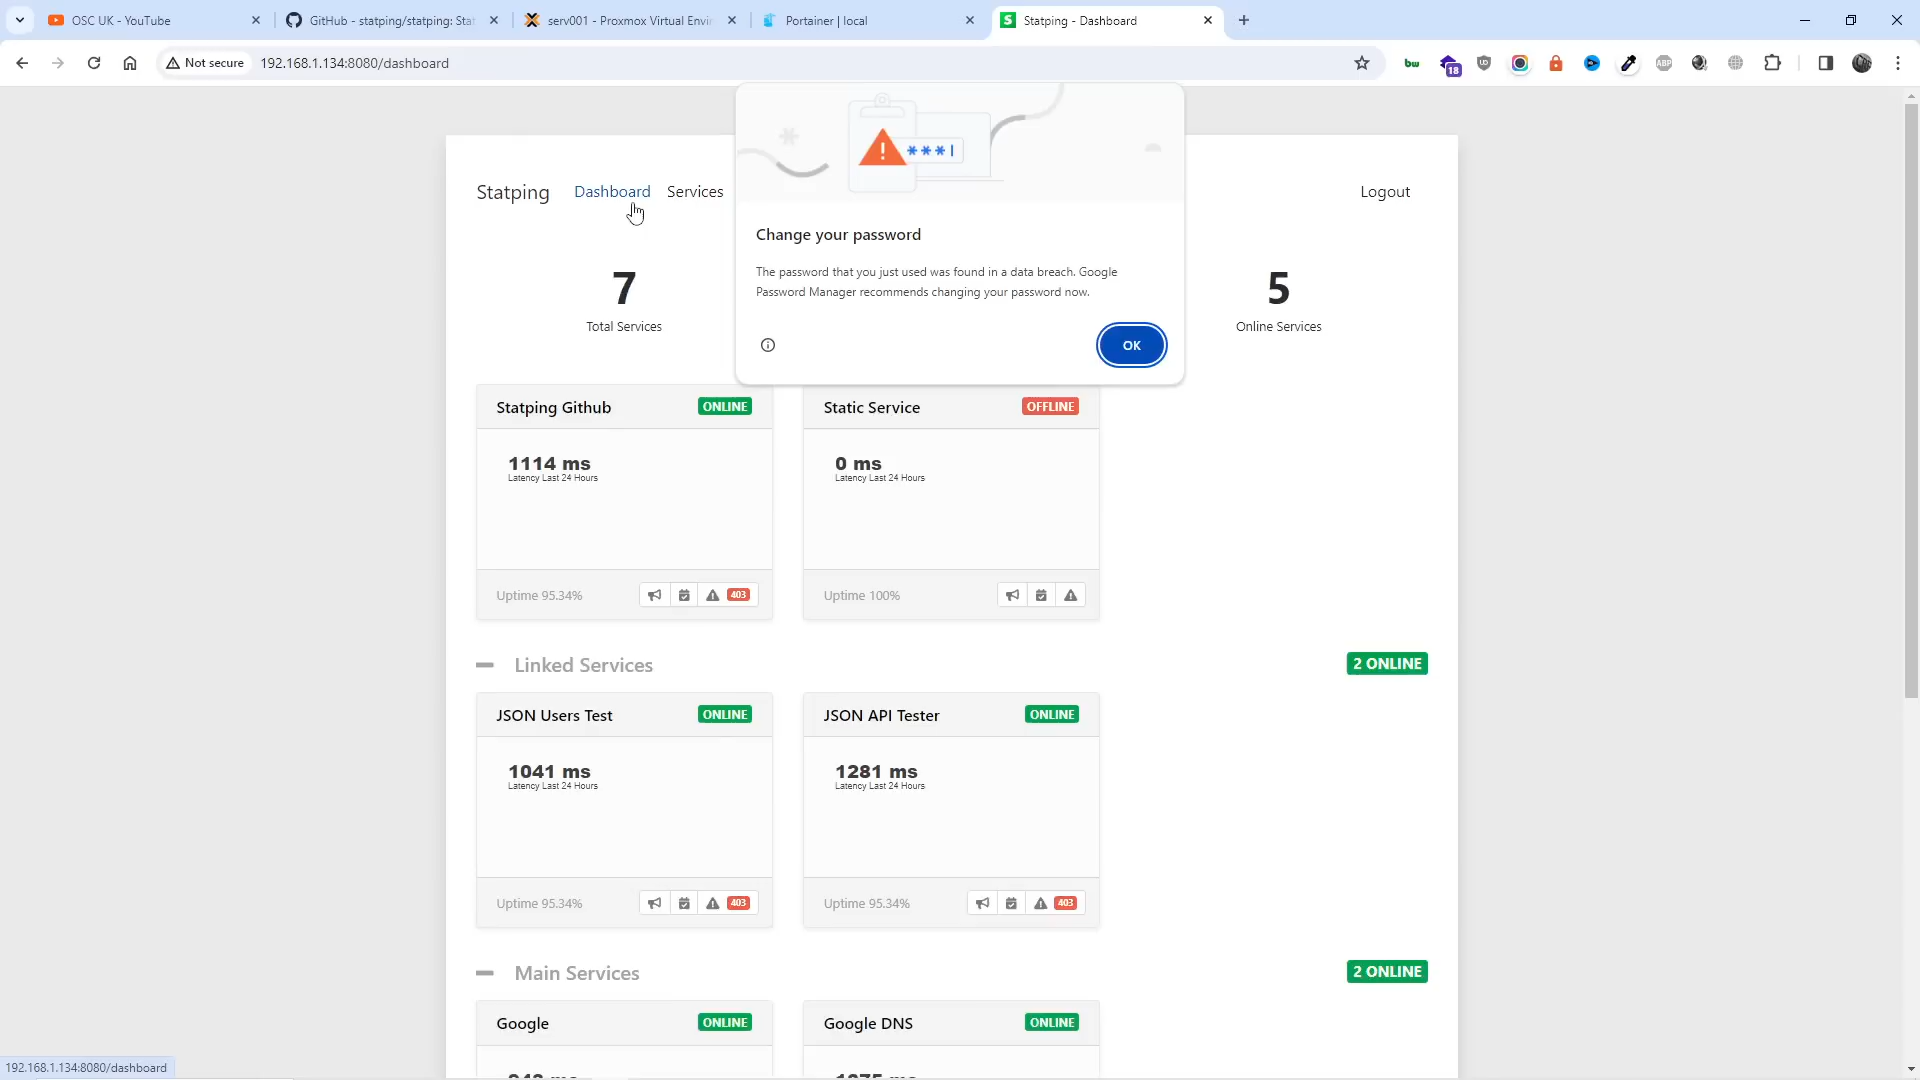 OSC UK - YouTube
GitHub - statping/statping: Sta
serv001 - Proxmox Virtual Envir
Portainer | local
Statping - Dashboard
Not secure
192.168.1.134:8080/dashboard
bw
18
ABP
***|
Statping
Dashboard
Services
Logout
Change your password
The password that you just used was found in a data breach. Google
Password Manager recommends changing your password now.
OK
7
Total Services
5
Online Services
Statping Github
ONLINE
1114 ms
Latency Last 24 Hours
Uptime 95.34%
403
Static Service
OFFLINE
0 ms
Latency Last 24 Hours
Uptime 100%
Linked Services
2 ONLINE
JSON Users Test
ONLINE
1041 ms
Latency Last 24 Hours
Uptime 95.34%
403
JSON API Tester
ONLINE
1281 ms
Latency Last 24 Hours
Uptime 95.34%
403
Main Services
2 ONLINE
Google
ONLINE
Google DNS
ONLINE
192.168.1.134:8080/dashboard